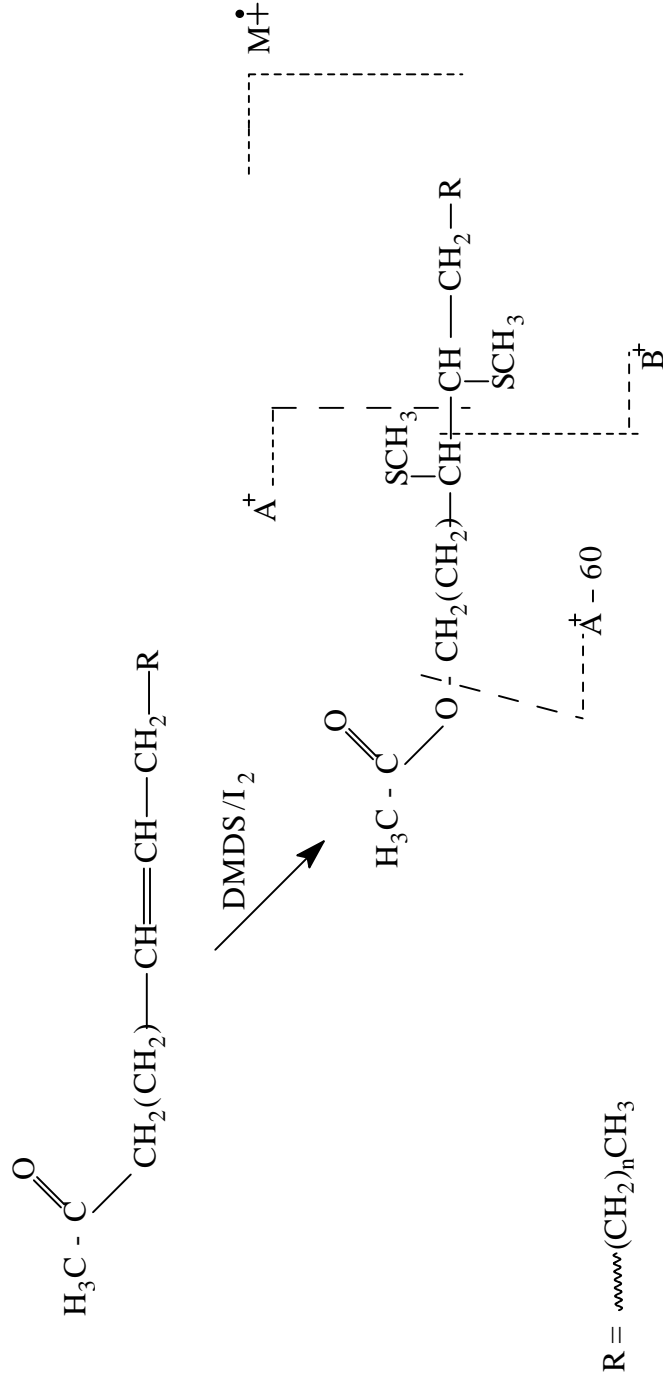 O
H3C - C
CH2(CH2)
CH
CH
CH2
R
DMDS/I2
O
H3C - C
O
CH2(CH2)
CH
SCH3
CH
SCH3
CH2
R
A+
B+
A+ - 60
M+•
R = (CH2)nCH3